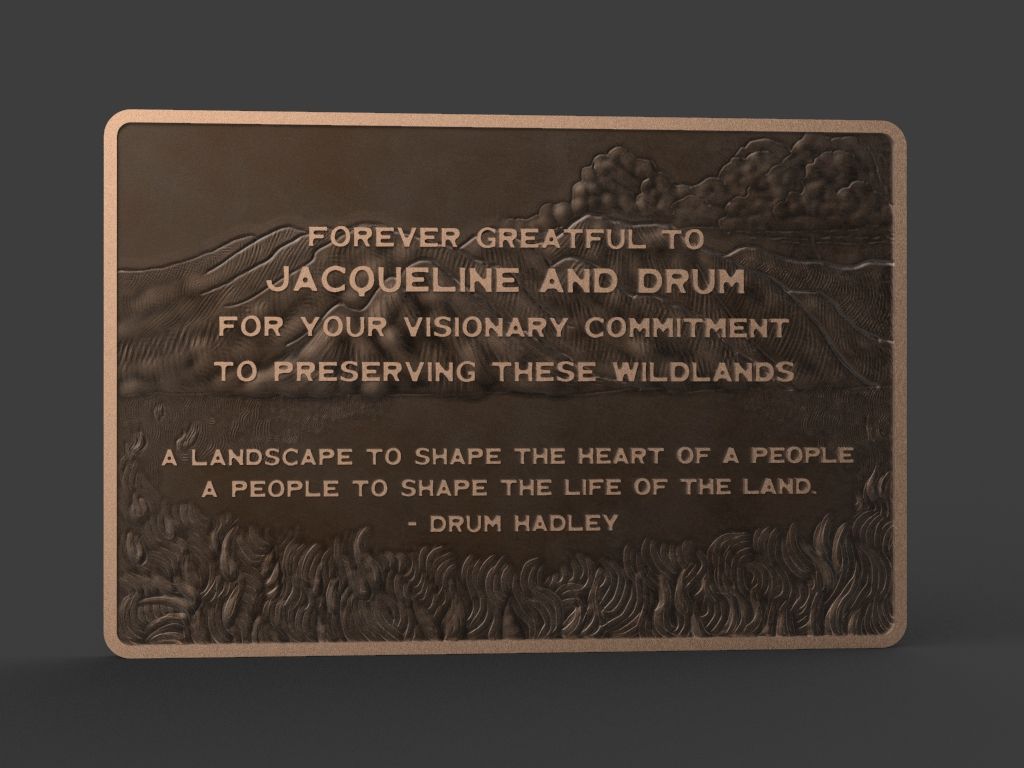 FOREVER GREATFUL TO
JACQUELINE AND DRUM
FOR YOUR VISIONARY COMMITMENT
TO PRESERVING THESE WILDLANDS
A LANDSCAPE TO SHAPE THE HEART OF A PEOPLE
A PEOPLE TO SHAPE THE LIFE OF THE LAND.
- DRUM HADLEY